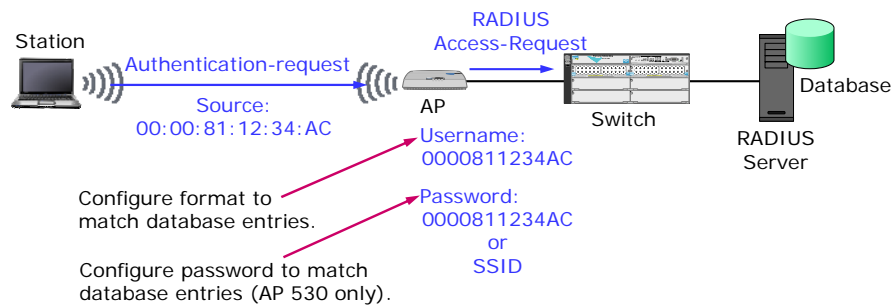 Station
Authentication-request
Source:
00:00:81:12:34:AC
RADIUS
Access-Request
AP
Switch
Database
RADIUS
Server
Username:
0000811234AC
Configure format to
match database entries.
Password:
0000811234AC
or
SSID
Configure password to match
database entries (AP 530 only).